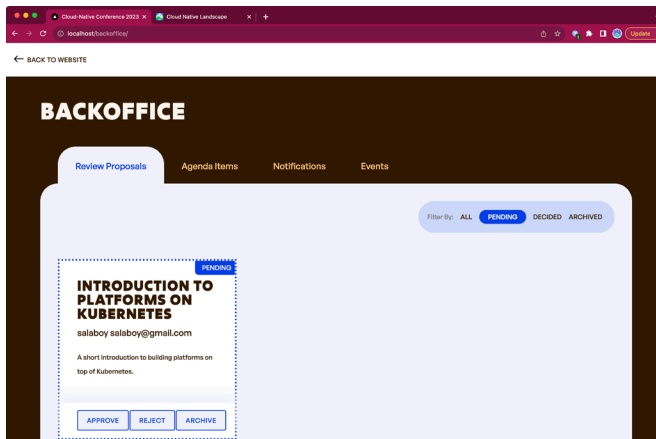 Cloud-Native Conference 2023
Cloud Native Landscape
localhost/backoffice/
Update
BACK TO WEBSITE
BACKOFFICE
Review Proposals
Agenda Items
Notifications
Events
Filter By: ALL PENDING DECIDED ARCHIVED
PENDING
INTRODUCTION TO
PLATFORMS ON
KUBERNETES
salaboy salaboy@gmail.com
A short introduction to building platforms on
top of Kubernetes.
APPROVE REJECT ARCHIVE